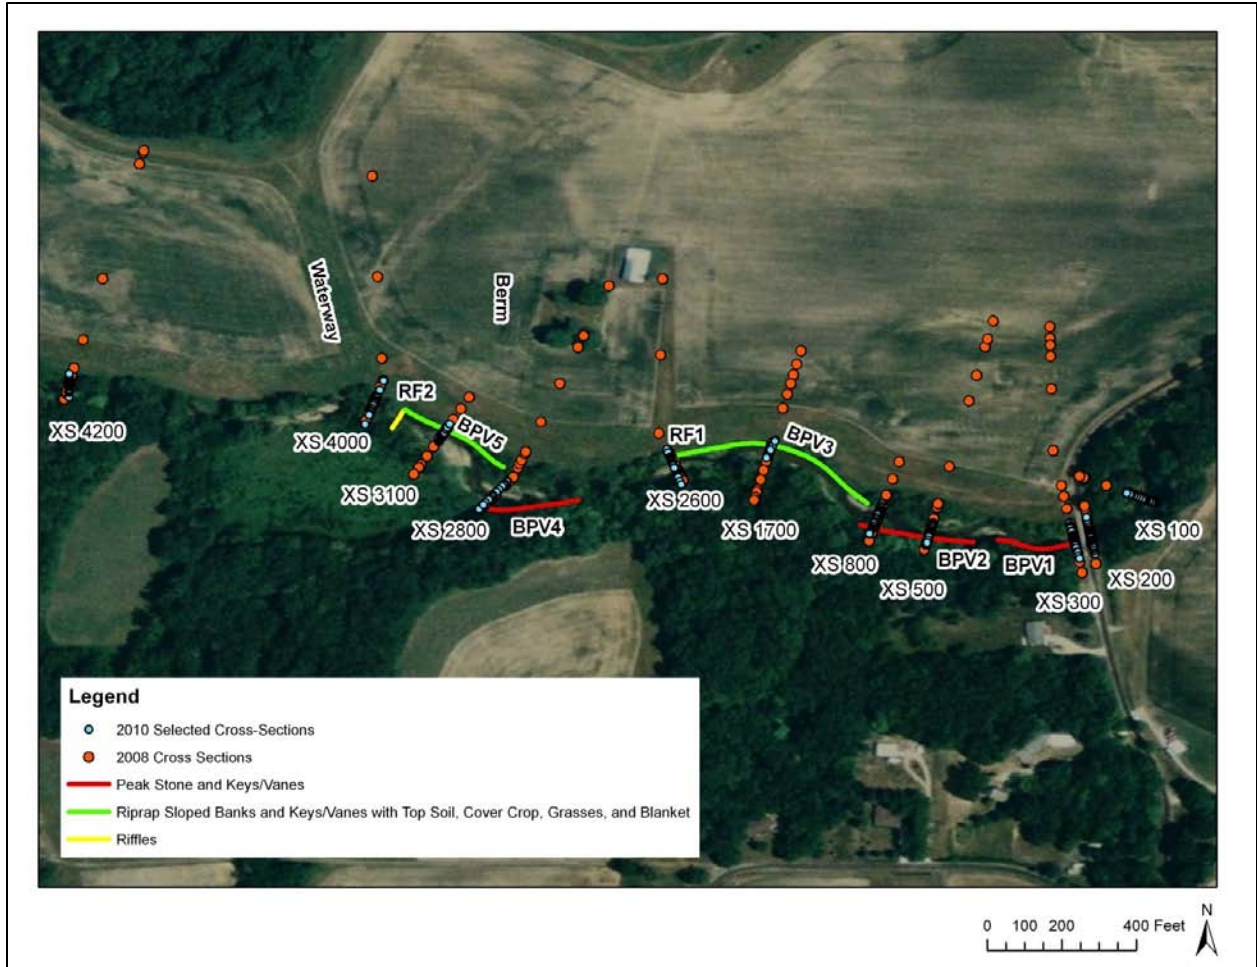 Waterway
Berm
RF2
BPV5
RF1
BPV3
XS 4200
XS 4000
XS 3100
XS 2800
BPV4
XS 2600
XS 1700
XS 800
XS 500
BPV2
BPV1
XS 300
XS 200
XS 100
Legend
2010 Selected Cross-Sections
2008 Cross Sections
Peak Stone and Keys/Vanes
Riprap Sloped Banks and Keys/Vanes with Top Soil, Cover Crop, Grasses, and Blanket
Riffles
0 100 200 400 Feet
N